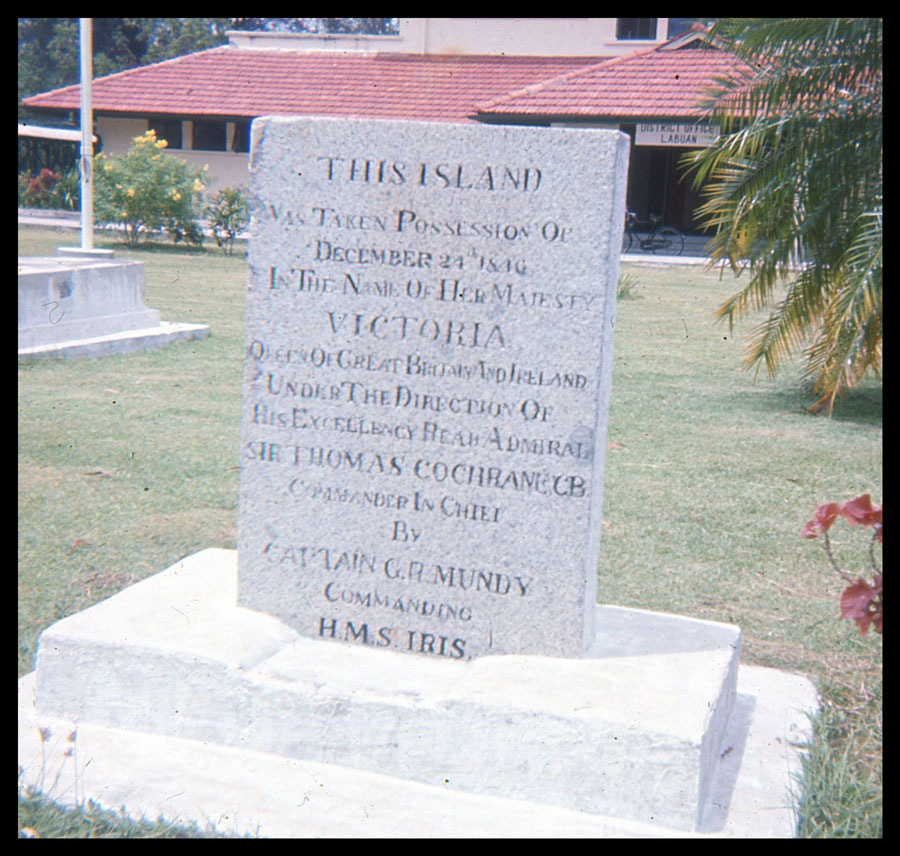 DISTRICT OFFICE
LABUAN
THIS ISLAND
WAS TAKEN POSSESSION OF
DECEMBER 24th 1846
IN THE NAME OF HER MAJESTY
VICTORIA
QUEEN OF GREAT BRITAIN AND IRELAND
UNDER THE DIRECTION OF
HIS EXCELLENCY REAR ADMIRAL
SIR THOMAS COCHRANE CB.
COMMANDER IN CHIEF
BY
CAPTAIN G.R. MUNDY
COMMANDING
H.M.S. IRIS.